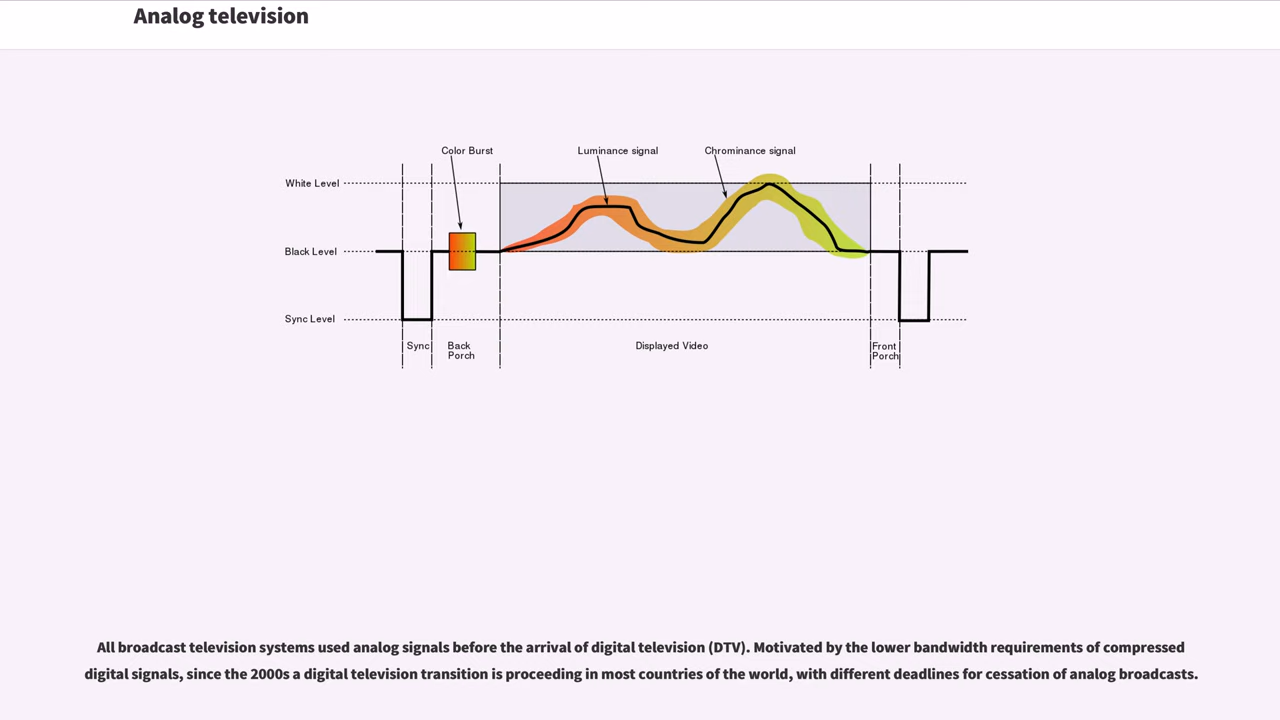 Analog television
Color Burst
Luminance signal
Chrominance signal
White Level
Black Level
Sync Level
Sync
Back
Porch
Displayed Video
Front
Porch
All broadcast television systems used analog signals before the arrival of digital television (DTV). Motivated by the lower bandwidth requirements of compressed
digital signals, since the 2000s a digital television transition is proceeding in most countries of the world, with different deadlines for cessation of analog broadcasts.